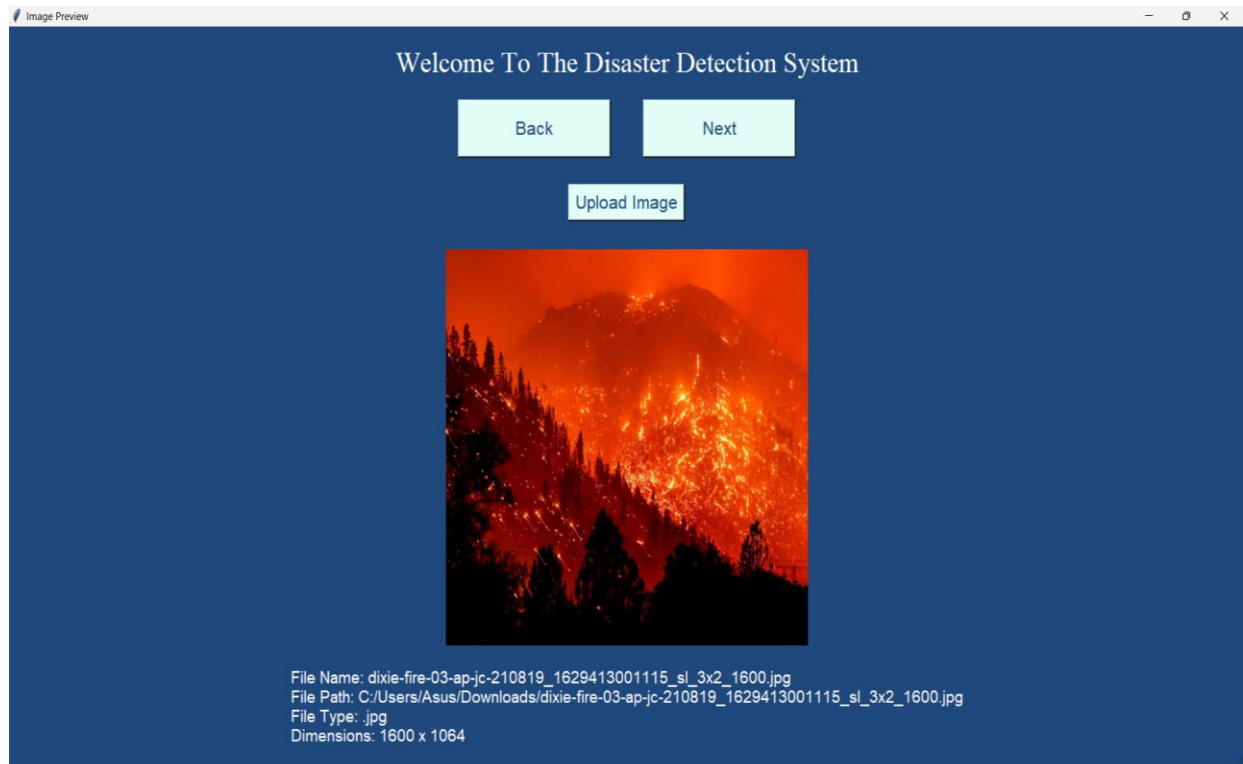 Image Preview
Welcome To The Disaster Detection System
Back
Next
Upload Image
File Name: dixie-fire-03-ap-jc-210819_1629413001115_sl_3x2_1600.jpg
File Path: C:/Users/Asus/Downloads/dixie-fire-03-ap-jc-210819_1629413001115_sl_3x2_1600.jpg
File Type: .jpg
Dimensions: 1600 x 1064